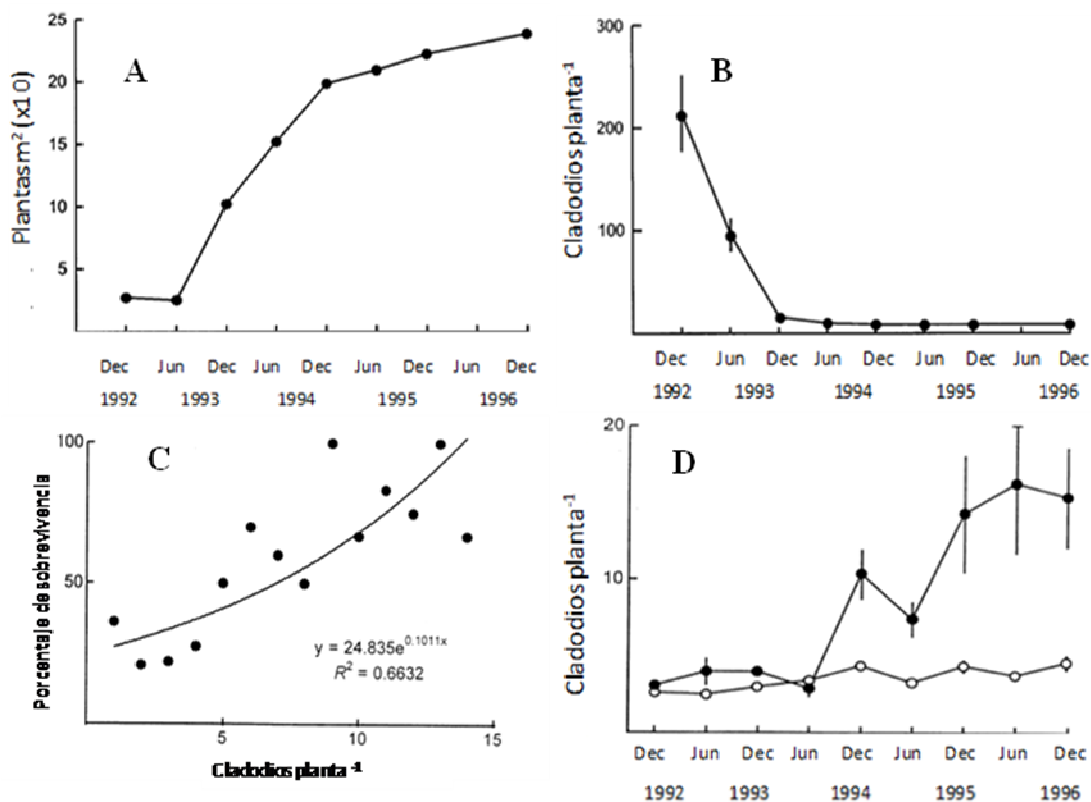 25
20
15
10
5
Plantas m² (x10)
A
Dec Jun Dec Jun Dec Jun Dec Jun Dec
1992 1993 1994 1995 1996
300
200
100
Cladodios planta⁻¹
B
Dec Jun Dec Jun Dec Jun Dec Jun Dec
1992 1993 1994 1995 1996
100
50
Porcentaje de sobrevivencia
C
y = 24.835e^0.1011x
R² = 0.6632
5 10 15
Cladodios planta ⁻¹
20
10
Cladodios planta⁻¹
D
Dec Jun Dec Jun Dec Jun Dec Jun Dec
1992 1993 1994 1995 1996